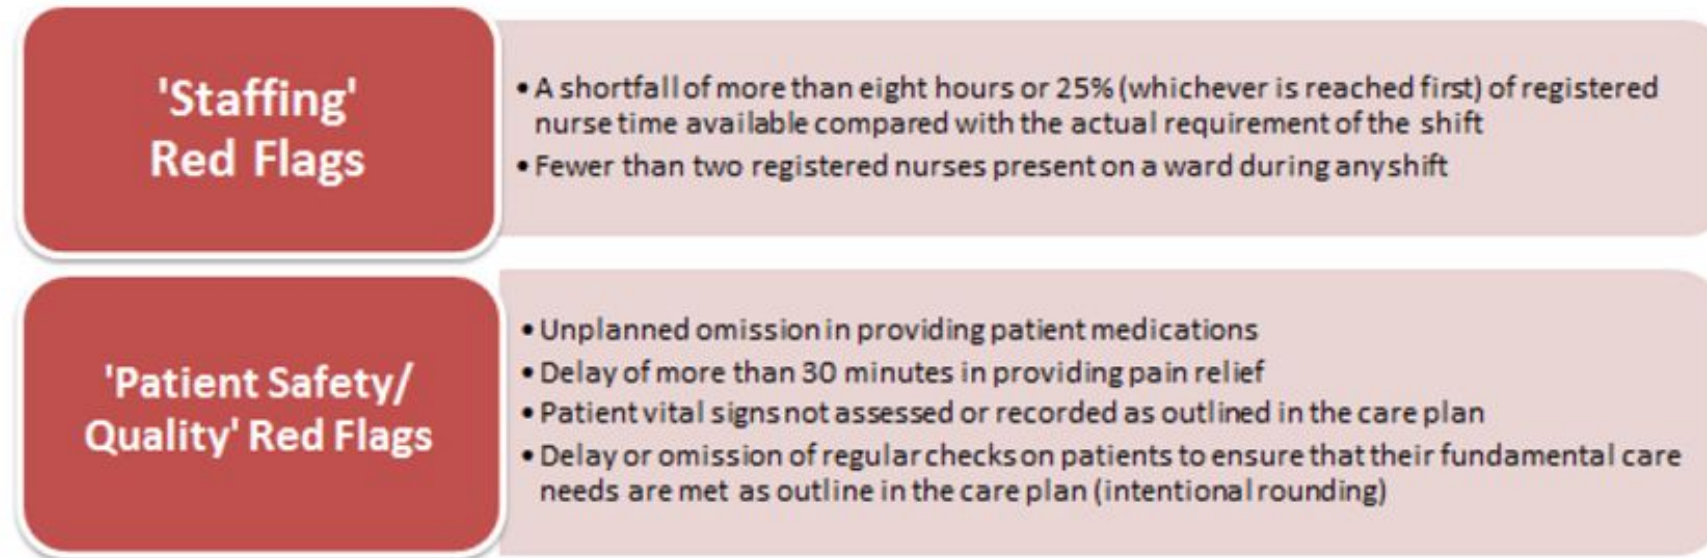 'Staffing'
Red Flags
• A shortfall of more than eight hours or 25% (whichever is reached first) of registered
nurse time available compared with the actual requirement of the shift
• Fewer than two registered nurses present on a ward during any shift
'Patient Safety/
Quality' Red Flags
• Unplanned omission in providing patient medications
• Delay of more than 30 minutes in providing pain relief
• Patient vital signs not assessed or recorded as outlined in the care plan
• Delay or omission of regular checks on patients to ensure that their fundamental care
needs are met as outline in the care plan (intentional rounding)